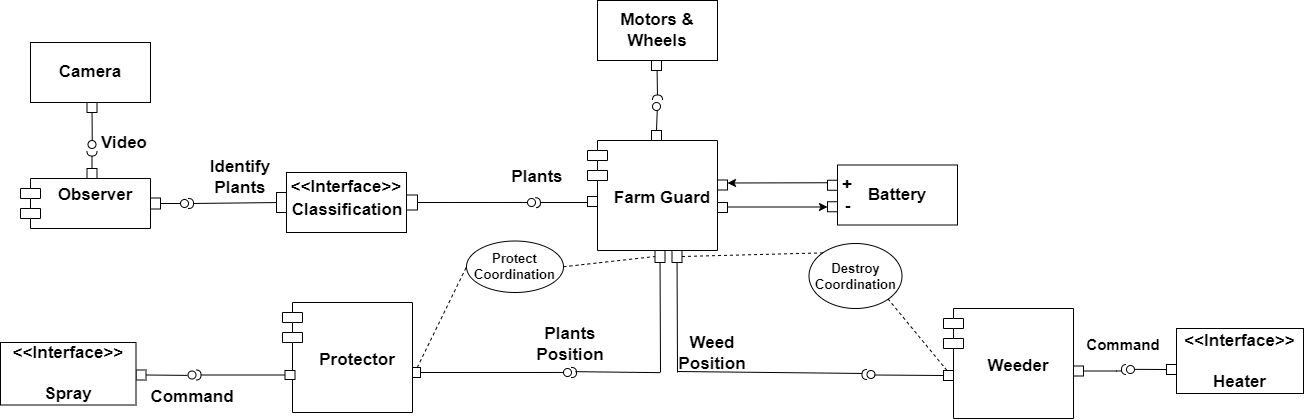 Motors &
Wheels
Camera
Video
Observer
Identify
Plants
<<Interface>>
Classification
Plants
Farm Guard
+
-
Battery
Protect
Coordination
Destroy
Coordination
<<Interface>>
Spray
Command
Protector
Plants
Position
Weed
Position
Weeder
Command
<<Interface>>
Heater